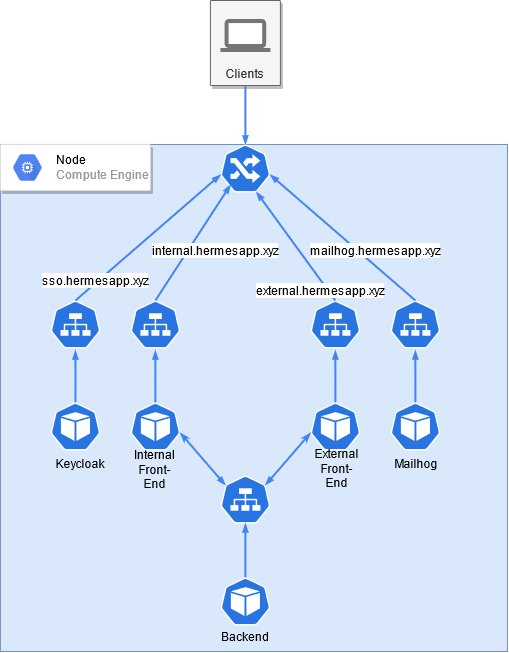 Clients
Node
Compute Engine
internal.hermesapp.xyz
mailhog.hermesapp.xyz
sso.hermesapp.xyz
external.hermesapp.xyz
Keycloak
Internal
Front-
End
External
Front-
End
Mailhog
Backend